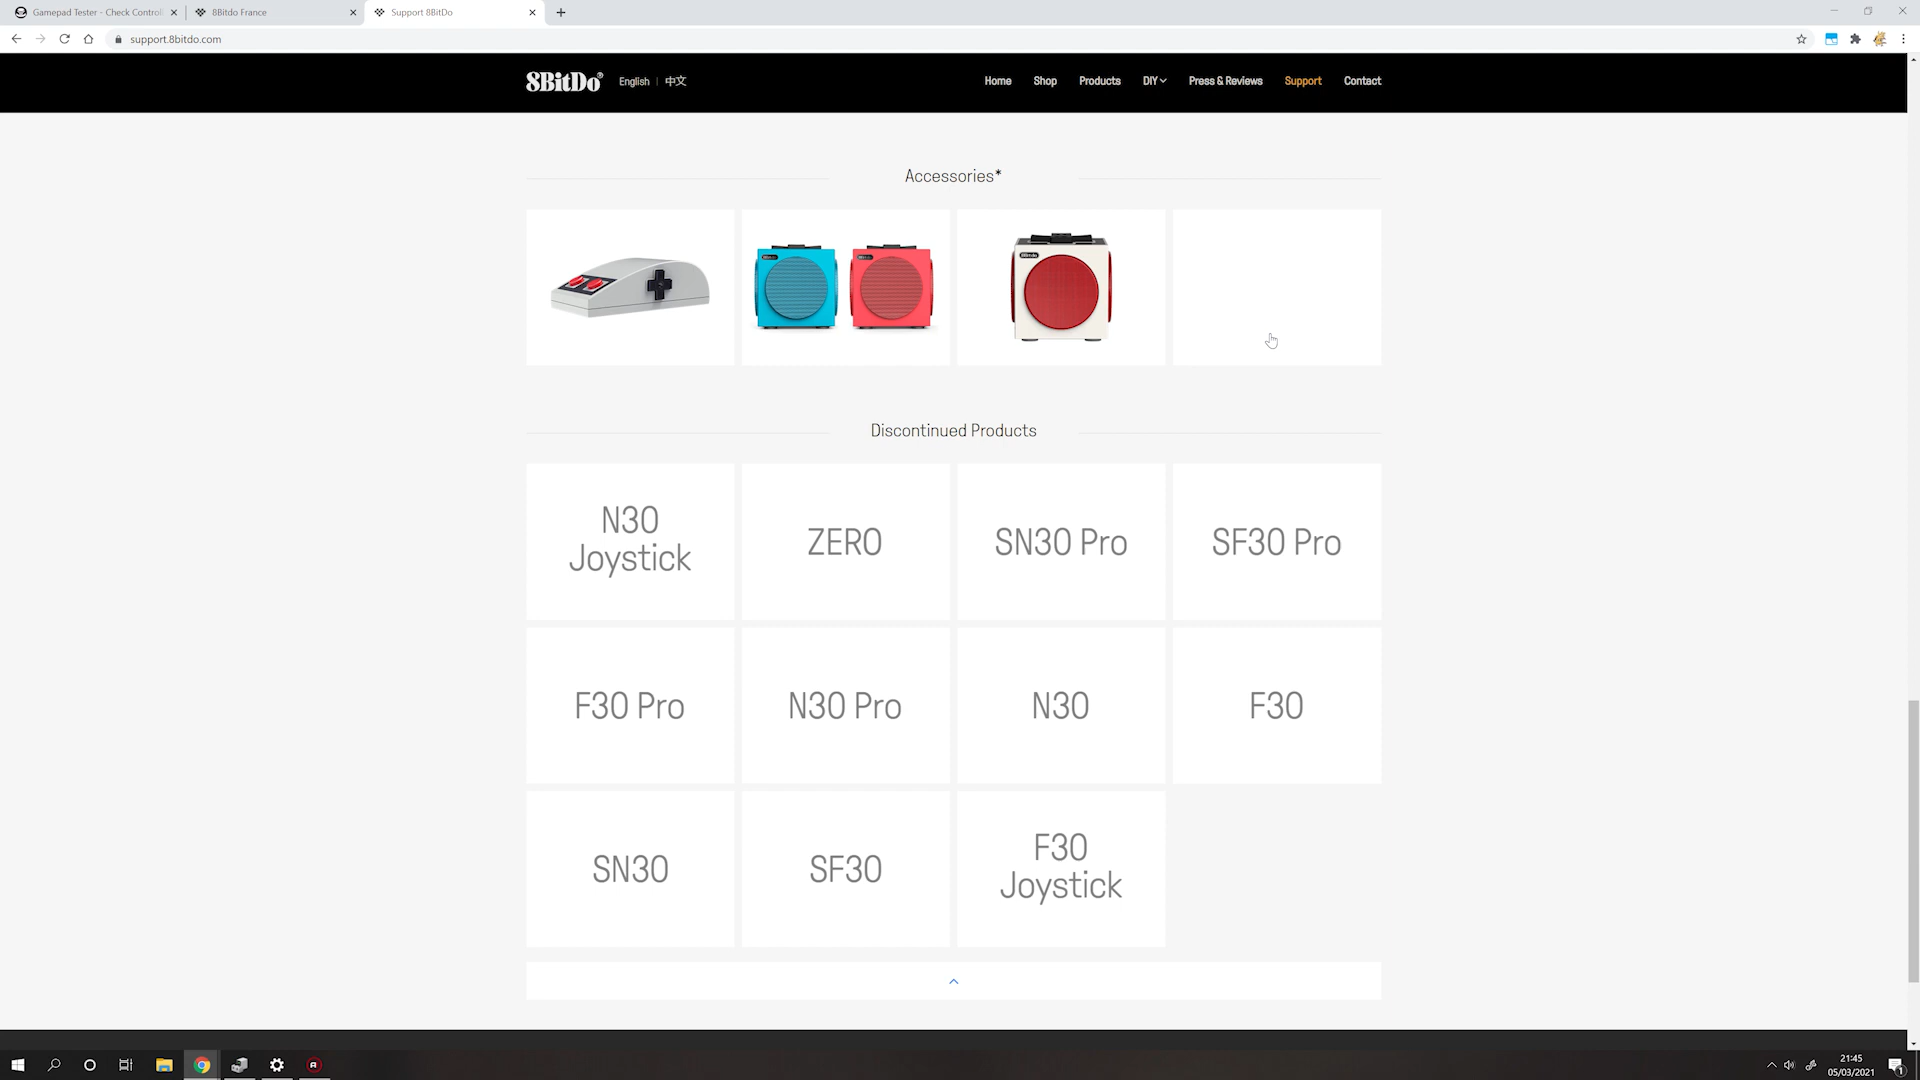 Gamepad Tester - Check Control
8Bitdo France
Support 8BitDo
support.8bitdo.com
8BitDo®
English | 中文
Home
Shop
Products
DIY
Press & Reviews
Support
Contact
Accessories*
Discontinued Products
N30
Joystick
ZERO
SN30 Pro
SF30 Pro
F30 Pro
N30 Pro
N30
F30
SN30
SF30
F30
Joystick
21:45
05/03/2021